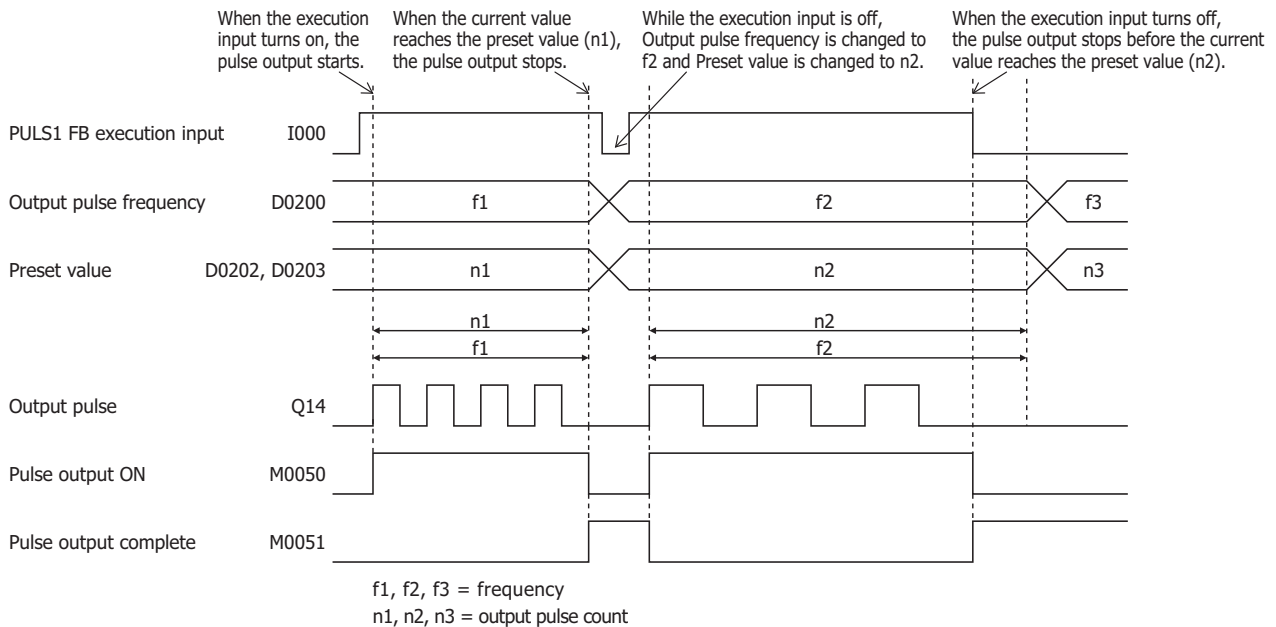 When the execution
input turns on, the
pulse output starts.
When the current value
reaches the preset value (n1),
the pulse output stops.
While the execution input is off,
Output pulse frequency is changed to
f2 and Preset value is changed to n2.
When the execution input turns off,
the pulse output stops before the current
value reaches the preset value (n2).
PULS1 FB execution input I000
Output pulse frequency D0200 f1 f2 f3
Preset value D0202, D0203 n1 n2 n3
n1 n2
f1 f2
Output pulse Q14
Pulse output ON M0050
Pulse output complete M0051
f1, f2, f3 = frequency
n1, n2, n3 = output pulse count